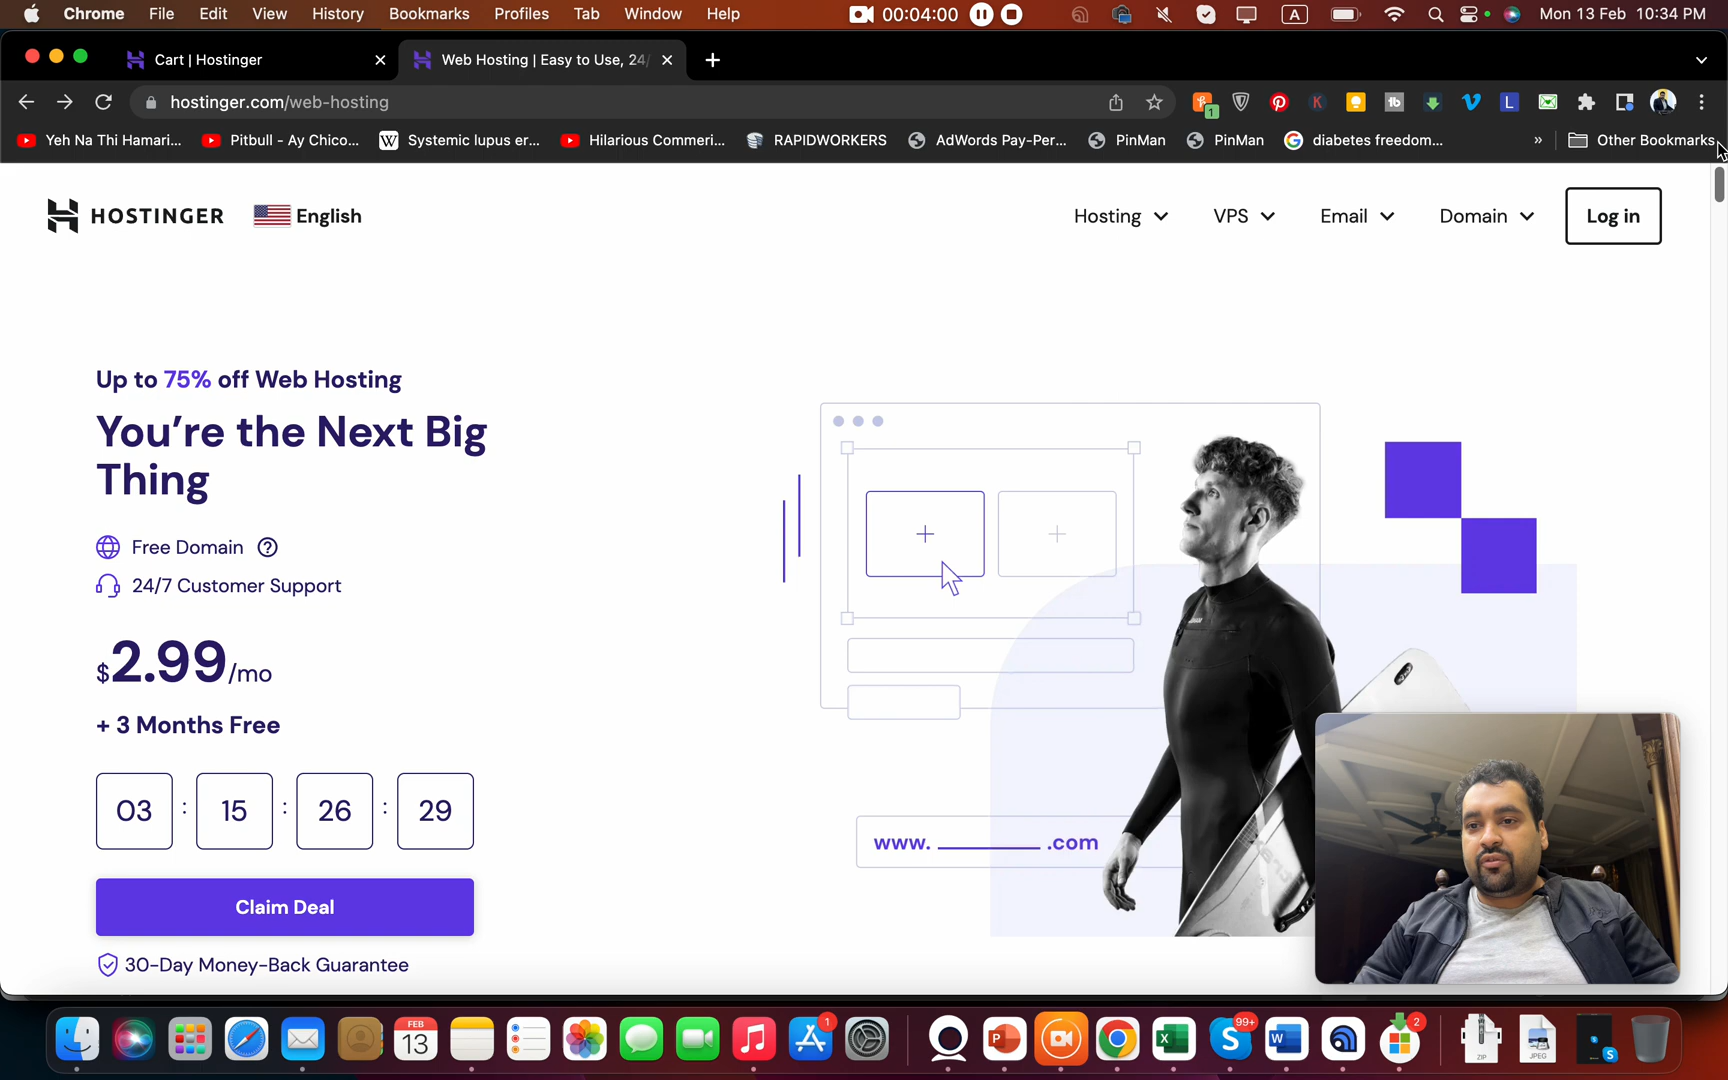 Chrome File Edit View History Bookmarks Profiles Tab Window Help 00:04:00 A Mon 13 Feb 10:34 PM
Cart | Hostinger Web Hosting | Easy to Use, 24/
hostinger.com/web-hosting
Yeh Na Thi Hamari... Pitbull - Ay Chico... Systemic lupus er... Hilarious Commeri... RAPIDWORKERS AdWords Pay-Per... PinMan PinMan diabetes freedom... » Other Bookmarks
HOSTINGER English Hosting VPS Email Domain Log in
Up to 75% off Web Hosting
You’re the Next Big
Thing
Free Domain
24/7 Customer Support
$2.99/mo
+ 3 Months Free
03 : 15 : 26 : 29
www. .com
Claim Deal
30-Day Money-Back Guarantee
FEB
13
1
99+
2
ZIP
JPEG